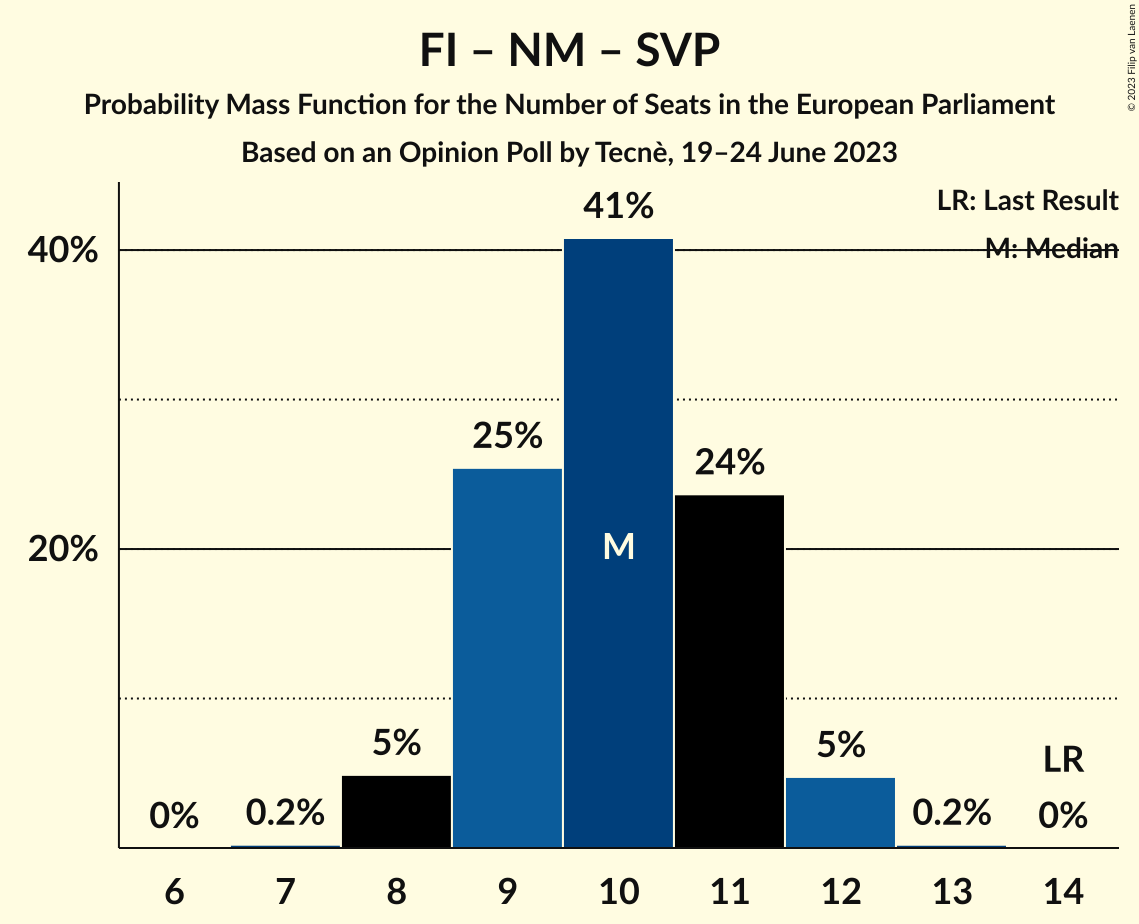 FI – NM – SVP
Probability Mass Function for the Number of Seats in the European Parliament
Based on an Opinion Poll by Tecnè, 19–24 June 2023
© 2023 Filip van Laenen
LR: Last Result
M: Median
40%
20%
0%
0.2%
5%
25%
41%
M
24%
5%
0.2%
LR
0%
6 7 8 9 10 11 12 13 14